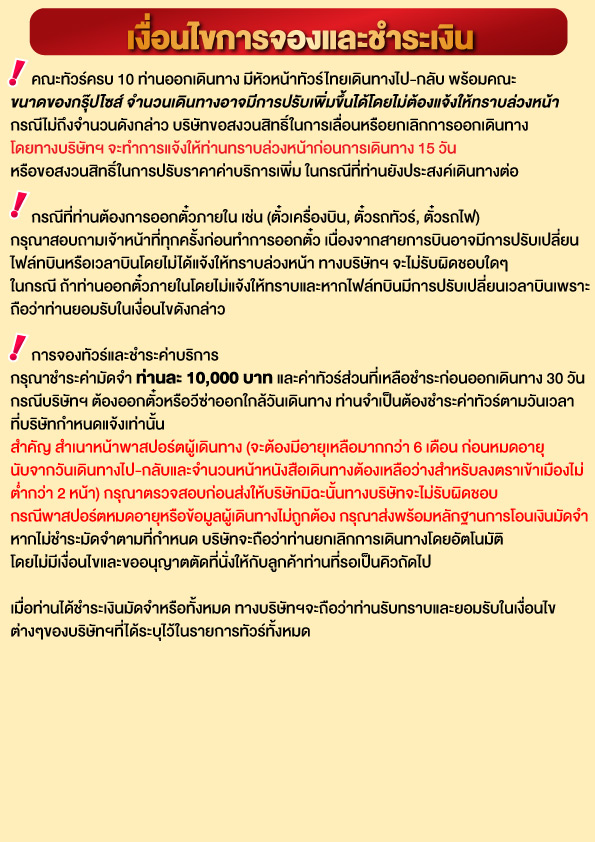 เงื่อนไขการจองและชำระเงิน
! คณะทัวร์ครบ 10 ท่านออกเดินทาง มีหัวหน้าทัวร์ไทยเดินทางไป-กลับ พร้อมคณะ
ขนาดของกรุ๊ปไซส์ จำนวนเดินทางอาจมีการปรับเพิ่มขึ้นได้โดยไม่ต้องแจ้งให้ทราบล่วงหน้า
กรณีไม่ถึงจำนวนดังกล่าว บริษัทขอสงวนสิทธิ์ในการเลื่อนหรือยกเลิกการออกเดินทาง
โดยทางบริษัทฯ จะทำการแจ้งให้ท่านทราบล่วงหน้าก่อนการเดินทาง 15 วัน
หรือขอสงวนสิทธิ์ในการปรับราคาค่าบริการเพิ่ม ในกรณีที่ท่านยังประสงค์เดินทางต่อ
! กรณีที่ท่านต้องการออกตั๋วภายใน เช่น (ตั๋วเครื่องบิน, ตั๋วรถทัวร์, ตั๋วรถไฟ)
กรุณาสอบถามเจ้าหน้าที่ทุกครั้งก่อนทำการออกตั๋ว เนื่องจากสายการบินอาจมีการปรับเปลี่ยน
ไฟล์ทบินหรือเวลาบินโดยไม่ได้แจ้งให้ทราบล่วงหน้า ทางบริษัทฯ จะไม่รับผิดชอบใดๆ
ในกรณี ถ้าท่านออกตั๋วภายในโดยไม่แจ้งให้ทราบและหากไฟล์ทบินมีการปรับเปลี่ยนเวลาบินเพราะ
ถือว่าท่านยอมรับในเงื่อนไขดังกล่าว
! การจองทัวร์และชำระค่าบริการ
กรุณาชำระค่ามัดจำ ท่านละ 10,000 บาท และค่าทัวร์ส่วนที่เหลือชำระก่อนออกเดินทาง 30 วัน
กรณีบริษัทฯ ต้องออกตั๋วหรือวีซ่าออกใกล้วันเดินทาง ท่านจำเป็นต้องชำระค่าทัวร์ตามวันเวลา
ที่บริษัทกำหนดแจ้งเท่านั้น
สำคัญ สำเนาหน้าพาสปอร์ตผู้เดินทาง (จะต้องมีอายุเหลือมากกว่า 6 เดือน ก่อนหมดอายุ
นับจากวันเดินทางไป-กลับและจำนวนหน้าหนังสือเดินทางต้องเหลือว่างสำหรับลงตราเข้าเมืองไม่
ต่ำกว่า 2 หน้า) กรุณาตรวจสอบก่อนส่งให้บริษัทมิฉะนั้นทางบริษัทจะไม่รับผิดชอบ
กรณีพาสปอร์ตหมดอายุหรือข้อมูลผู้เดินทางไม่ถูกต้อง กรุณาส่งพร้อมหลักฐานการโอนเงินมัดจำ
หากไม่ชำระมัดจำตามที่กำหนด บริษัทจะถือว่าท่านยกเลิกการเดินทางโดยอัตโนมัติ
โดยไม่มีเงื่อนไขและขออนุญาตตัดที่นั่งให้กับลูกค้าท่านที่รอเป็นคิวถัดไป
เมื่อท่านได้ชำระเงินมัดจำหรือทั้งหมด ทางบริษัทฯจะถือว่าท่านรับทราบและยอมรับในเงื่อนไข
ต่างๆของบริษัทฯที่ได้ระบุไว้ในรายการทัวร์ทั้งหมด